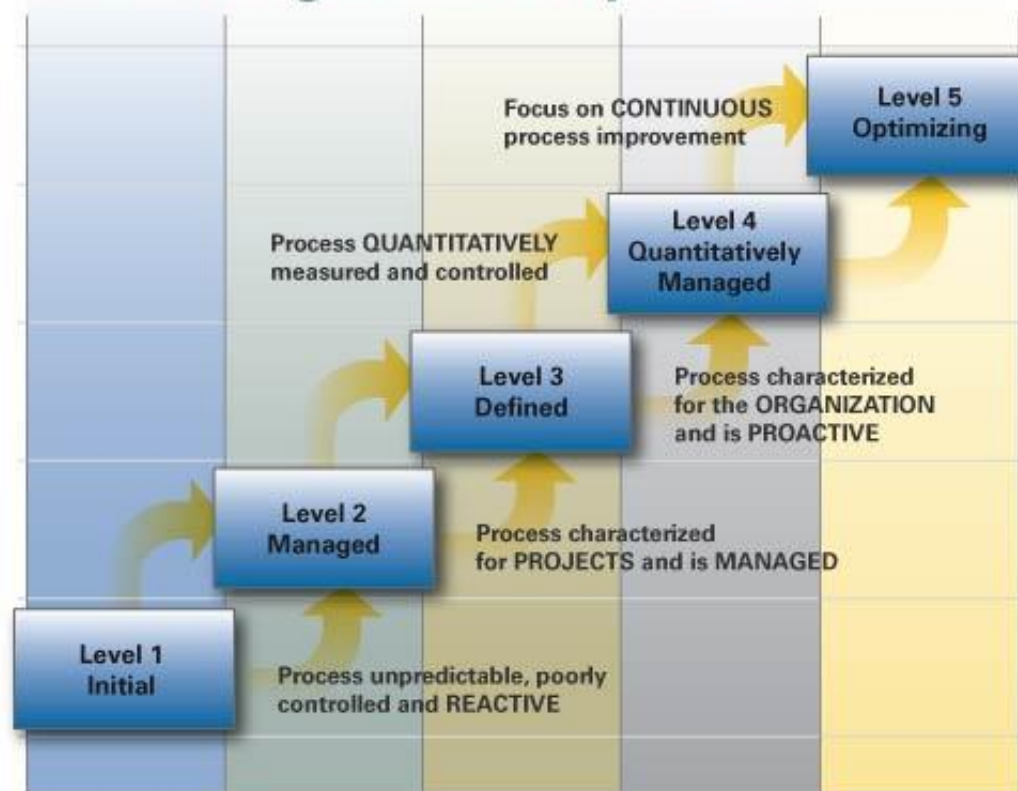 Focus on CONTINUOUS
process improvement
Level 5
Optimizing
Process QUANTITATIVELY
measured and controlled
Level 4
Quantitatively
Managed
Level 3
Defined
Process characterized
for the ORGANIZATION
and is PROACTIVE
Level 2
Managed
Process characterized
for PROJECTS and is MANAGED
Level 1
Initial
Process unpredictable, poorly
controlled and REACTIVE